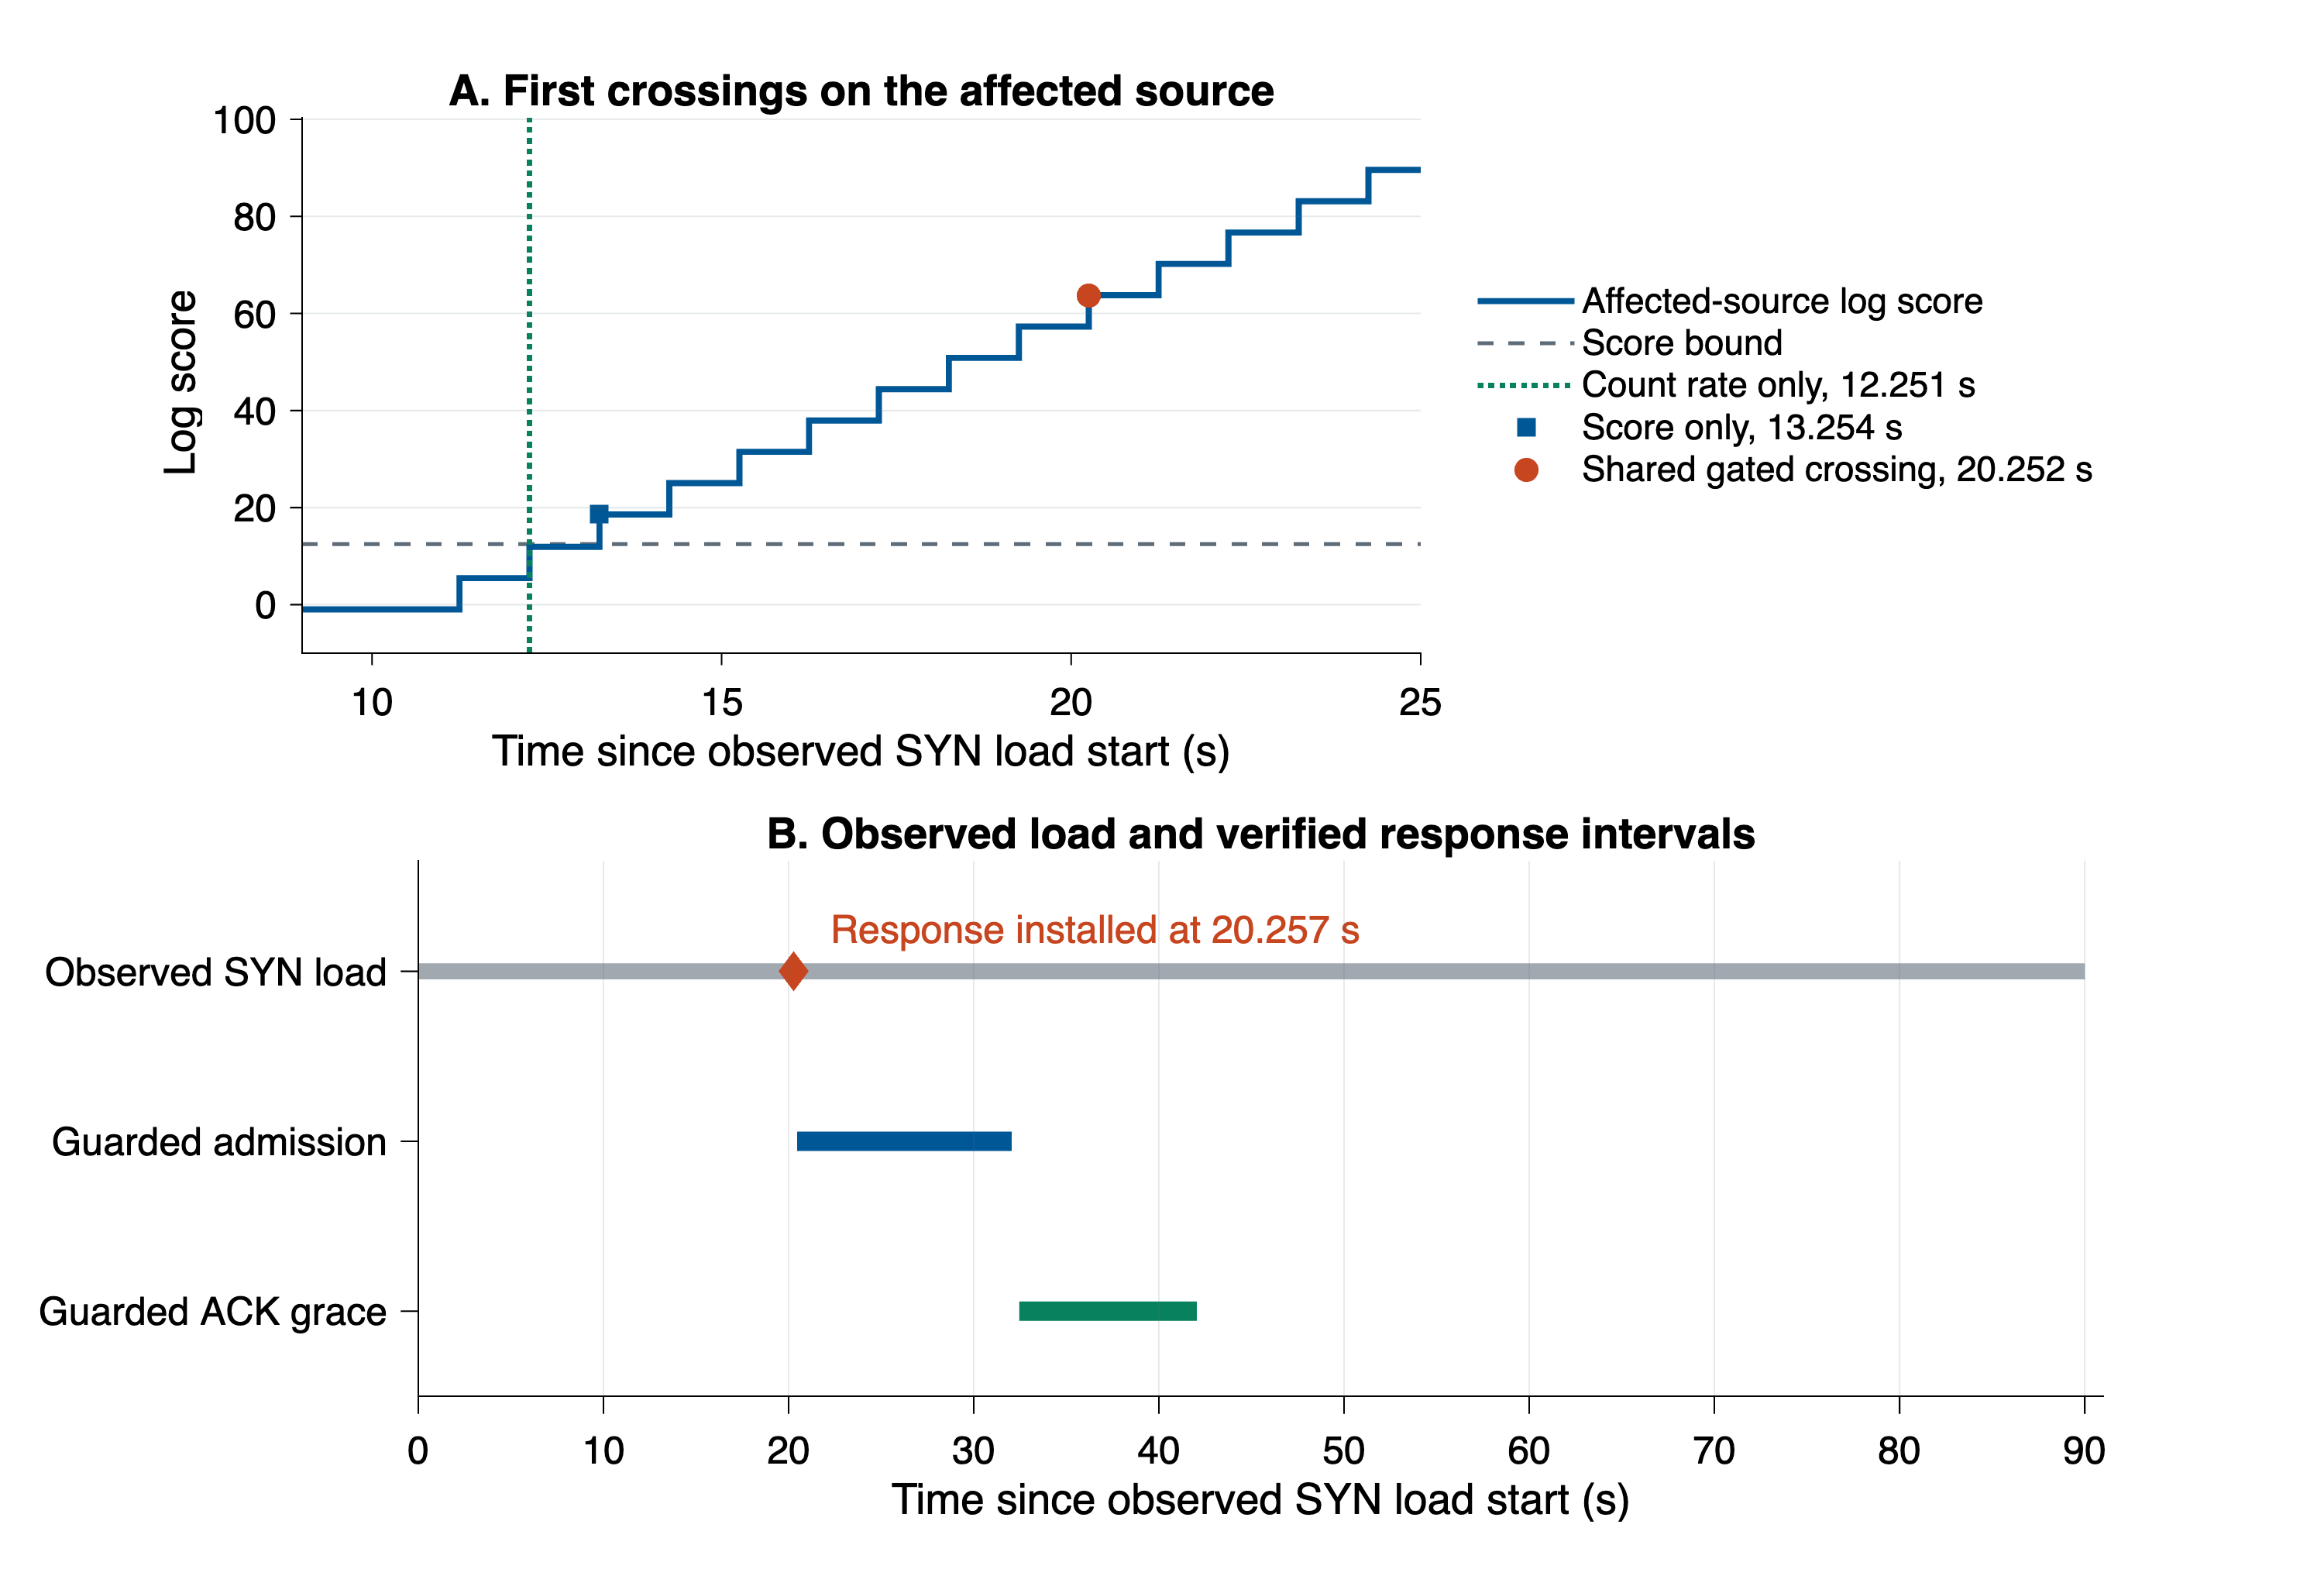 A. First crossings on the affected source
100
80
60
40
20
0
Log score
10 15 20 25
Time since observed SYN load start (s)
Affected-source log score
Score bound
Count rate only, 12.251 s
Score only, 13.254 s
Shared gated crossing, 20.252 s
B. Observed load and verified response intervals
Response installed at 20.257 s
Observed SYN load
Guarded admission
Guarded ACK grace
0 10 20 30 40 50 60 70 80 90
Time since observed SYN load start (s)